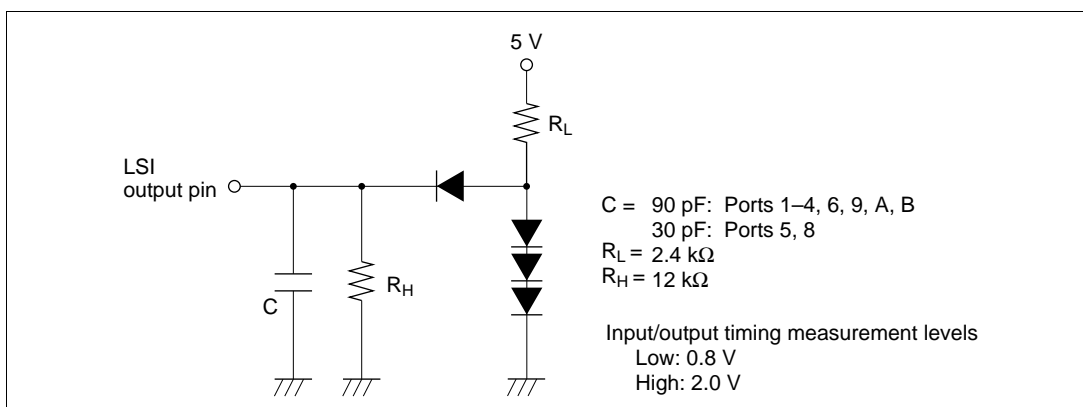 5 V
R_L
LSI
output pin
R_H
C
C = 90 pF: Ports 1–4, 6, 9, A, B
30 pF: Ports 5, 8
R_L = 2.4 kΩ
R_H = 12 kΩ
Input/output timing measurement levels
Low: 0.8 V
High: 2.0 V